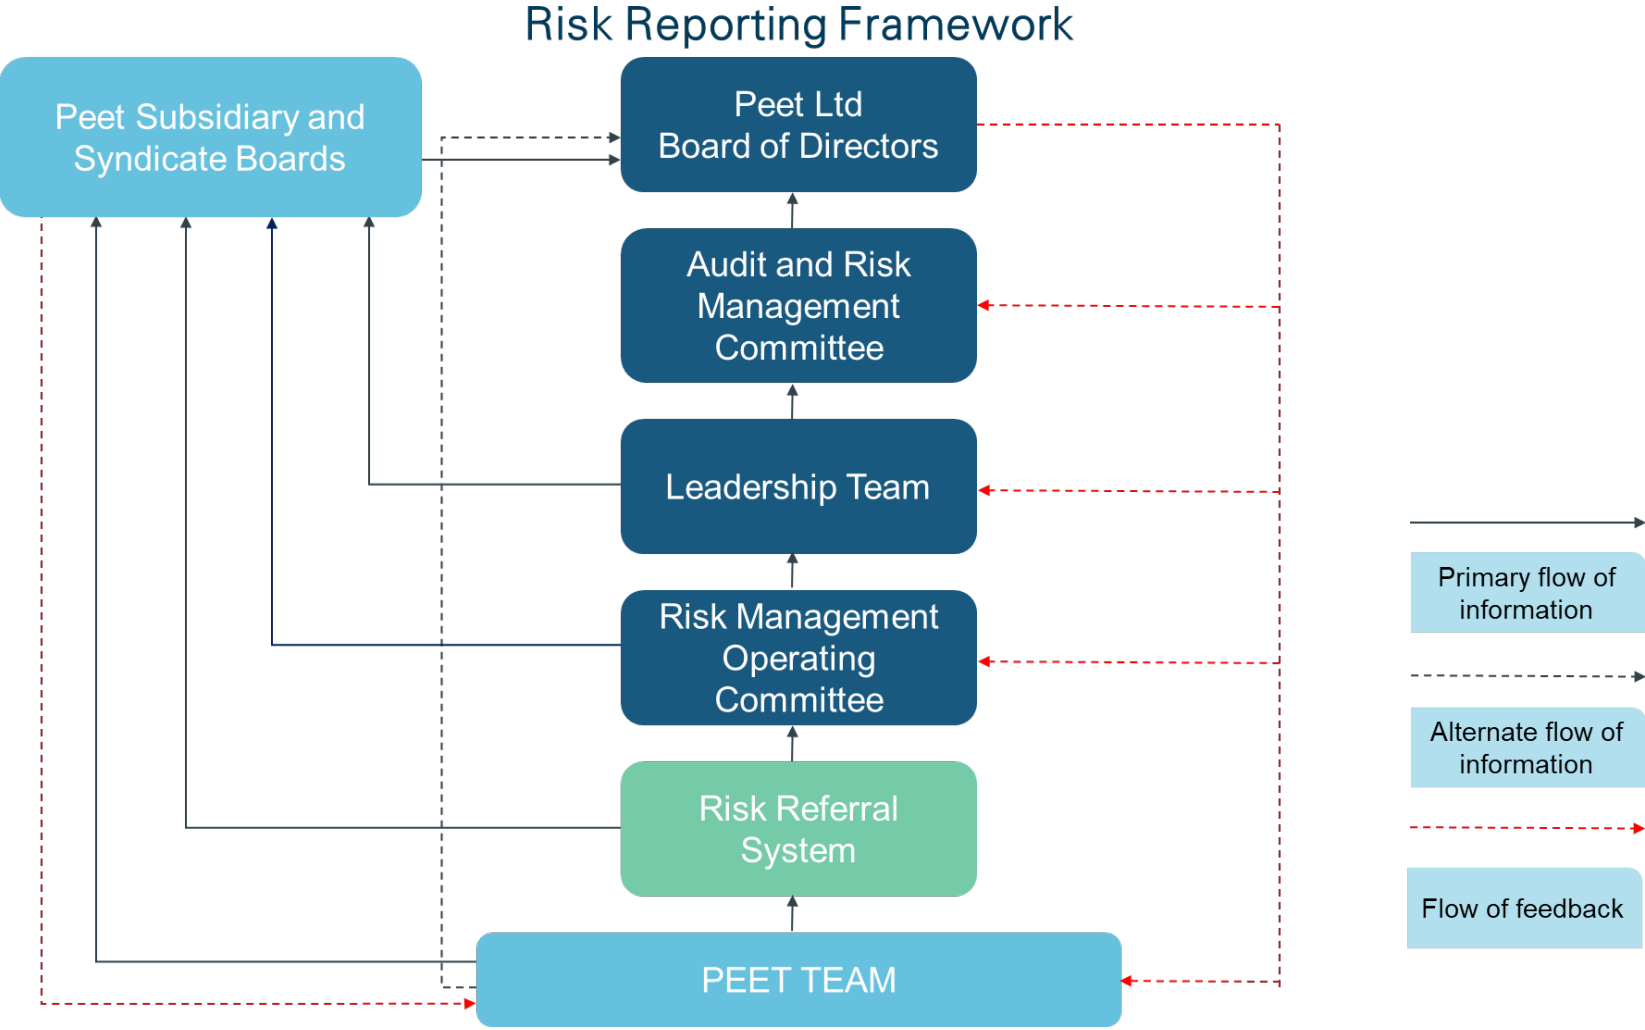 Risk Reporting Framework
Peet Subsidiary and
Syndicate Boards
Peet Ltd
Board of Directors
Audit and Risk
Management
Committee
Leadership Team
Risk Management
Operating
Committee
Risk Referral
System
PEET TEAM
Primary flow of
information
Alternate flow of
information
Flow of feedback